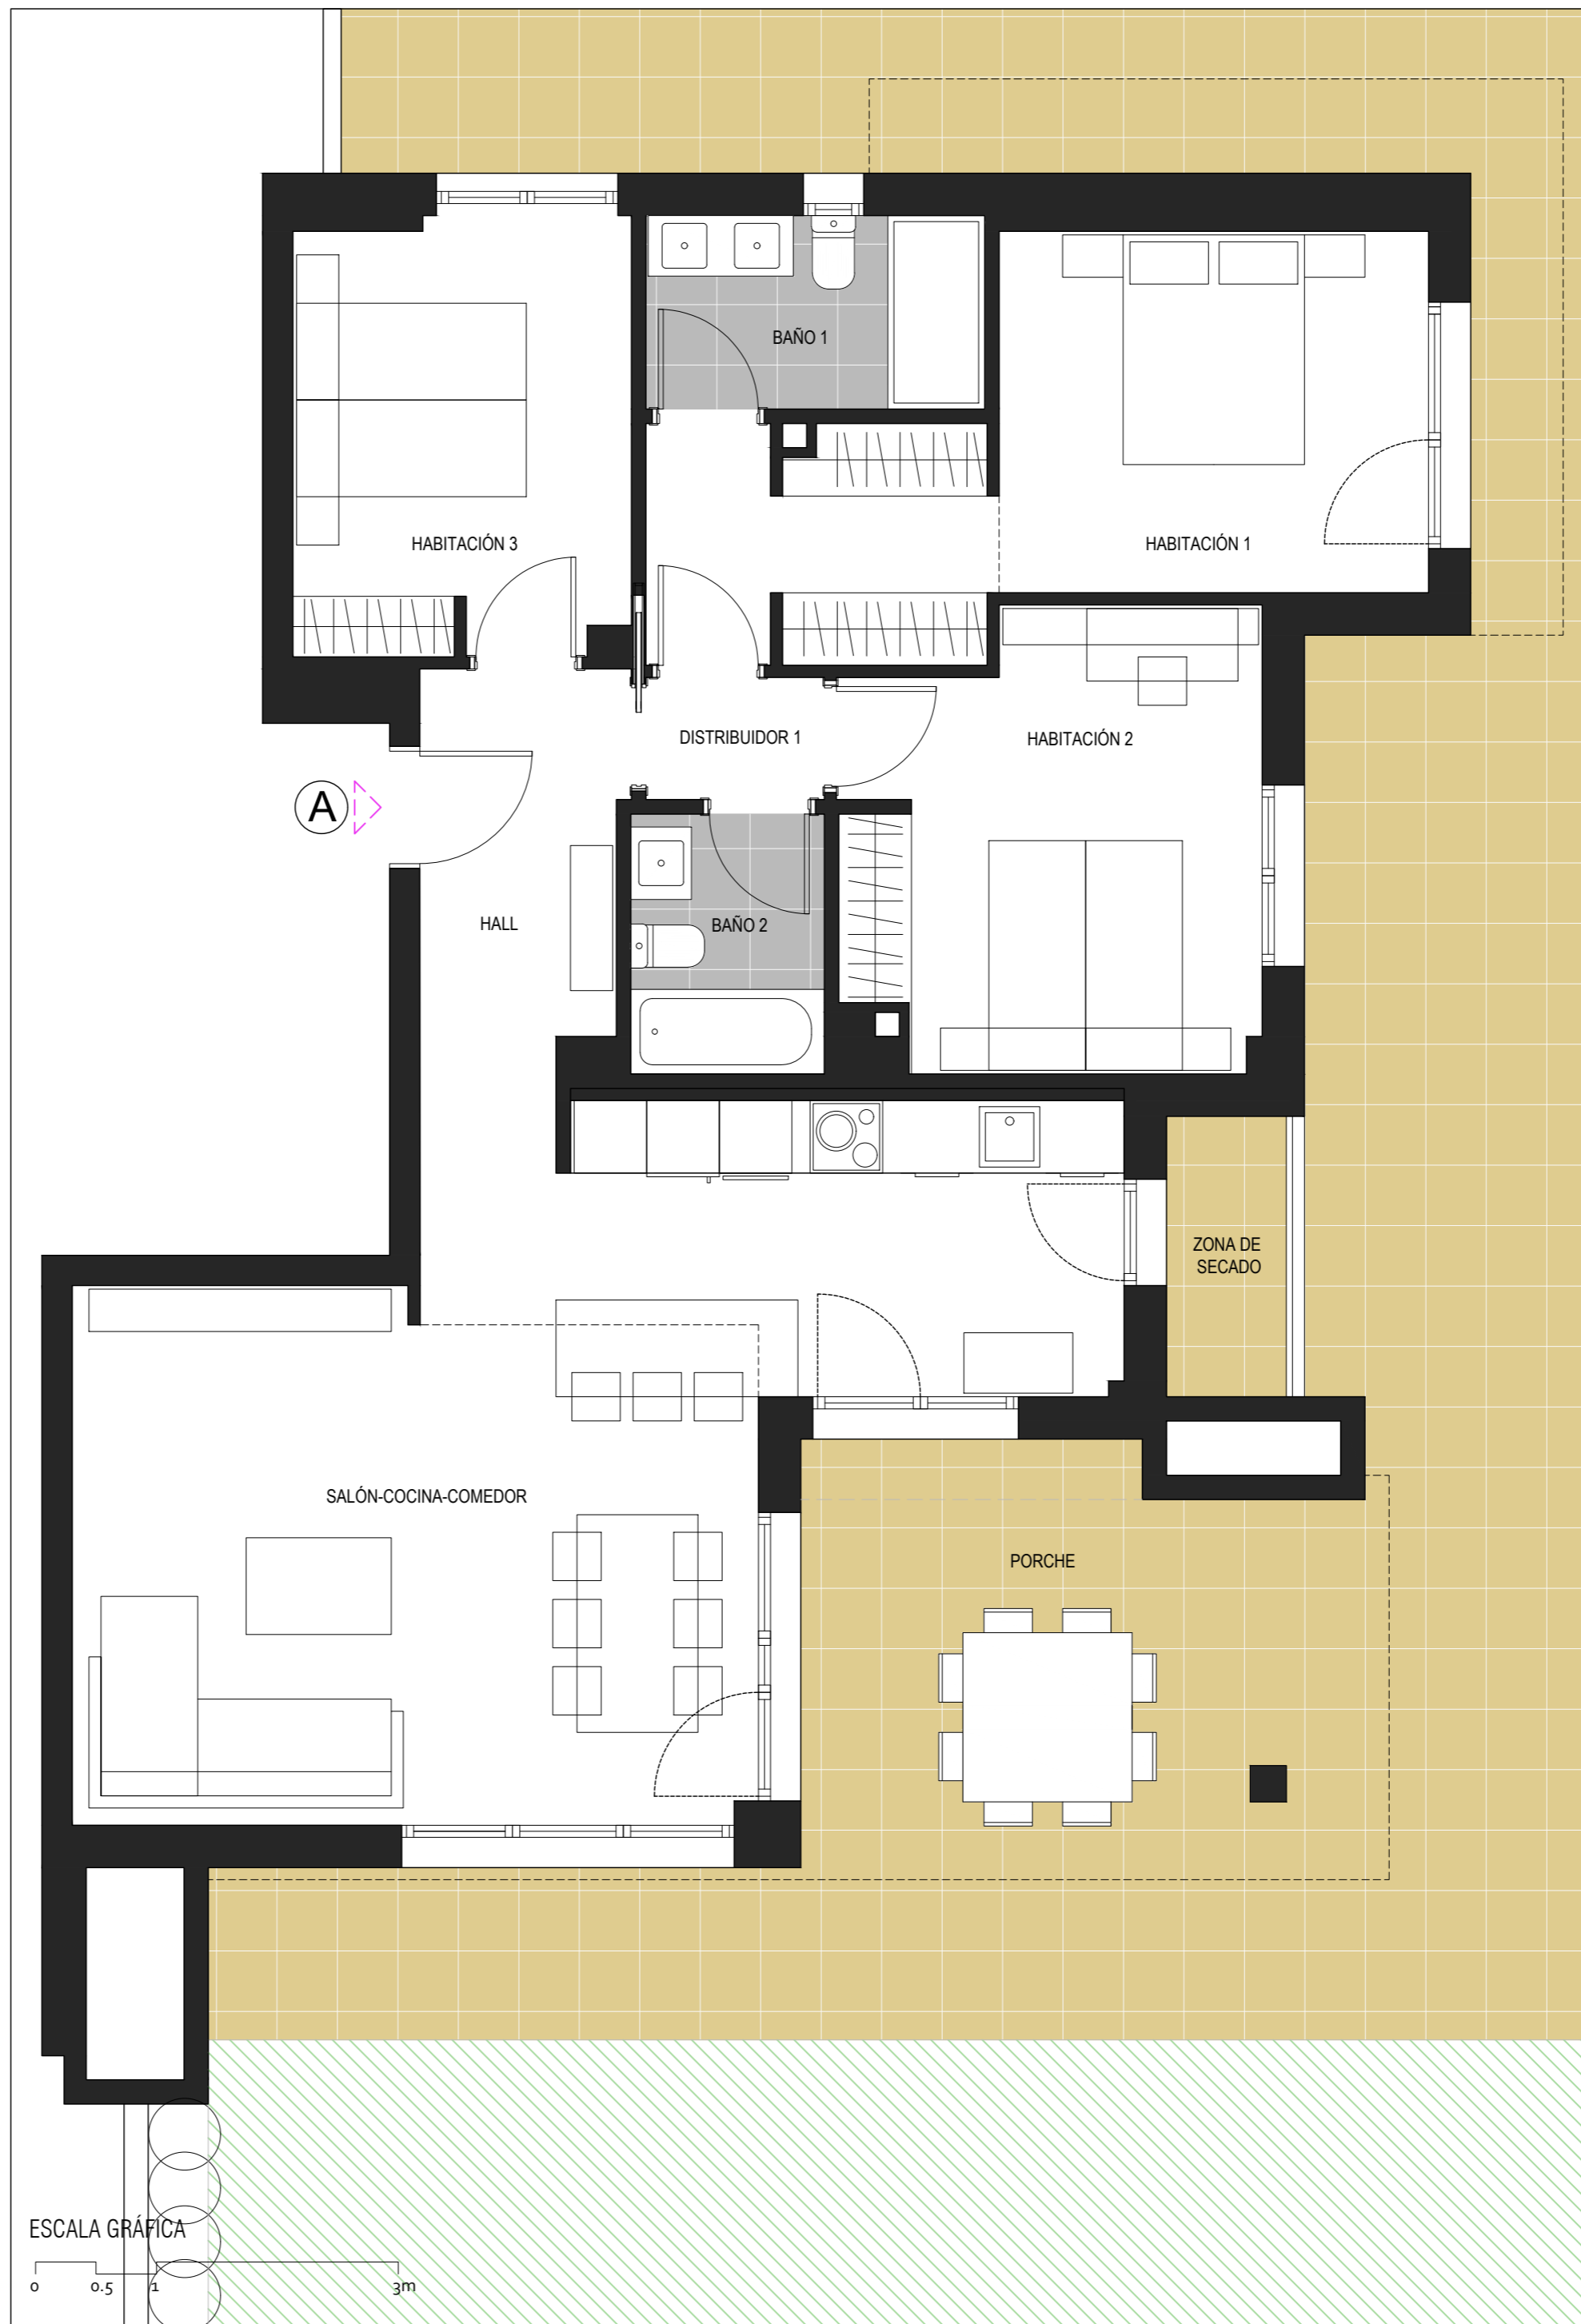 BAÑO 1
HABITACIÓN 3
HABITACIÓN 1
DISTRIBUIDOR 1
HABITACIÓN 2
A
HALL
BAÑO 2
ZONA DE
SECADO
SALÓN-COCINA-COMEDOR
PORCHE
ESCALA GRÁFICA
0 0.5 1 3m